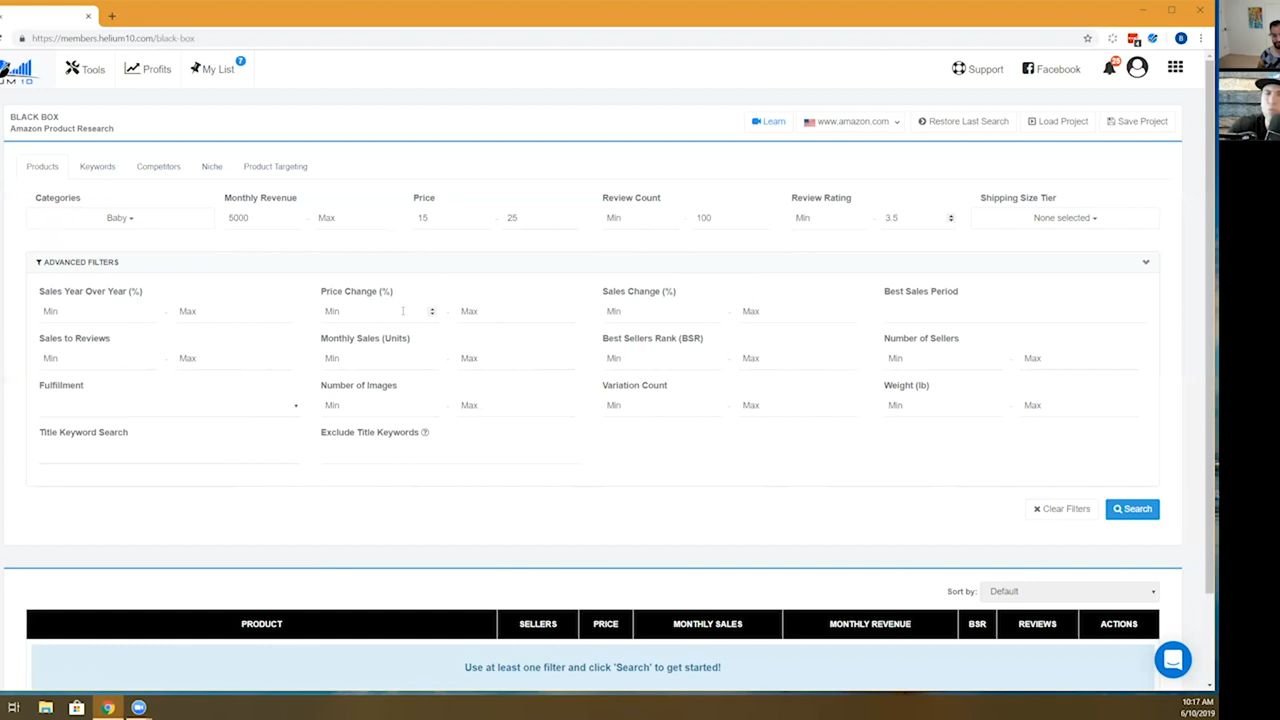 https://members.helium10.com/black-box
4
B
UM 10
Tools
Profits
My List
7
Support
Facebook
28
BLACK BOX
Amazon Product Research
Learn
www.amazon.com
Restore Last Search
Load Project
Save Project
Products
Keywords
Competitors
Niche
Product Targeting
Categories
Monthly Revenue
Price
Review Count
Review Rating
Shipping Size Tier
Baby
5000 - Max
15 - 25
Min - 100
Min - 3.5
None selected
ADVANCED FILTERS
Sales Year Over Year (%)
Price Change (%)
Sales Change (%)
Best Sales Period
Min - Max
Min - Max
Min - Max
Sales to Reviews
Monthly Sales (Units)
Best Sellers Rank (BSR)
Number of Sellers
Min - Max
Min - Max
Min - Max
Min - Max
Fulfillment
Number of Images
Variation Count
Weight (lb)
Min - Max
Min - Max
Min - Max
Title Keyword Search
Exclude Title Keywords
Clear Filters
Search
Sort by:
Default
PRODUCT
SELLERS
PRICE
MONTHLY SALES
MONTHLY REVENUE
BSR
REVIEWS
ACTIONS
Use at least one filter and click 'Search' to get started!
10:17 AM
6/10/2019